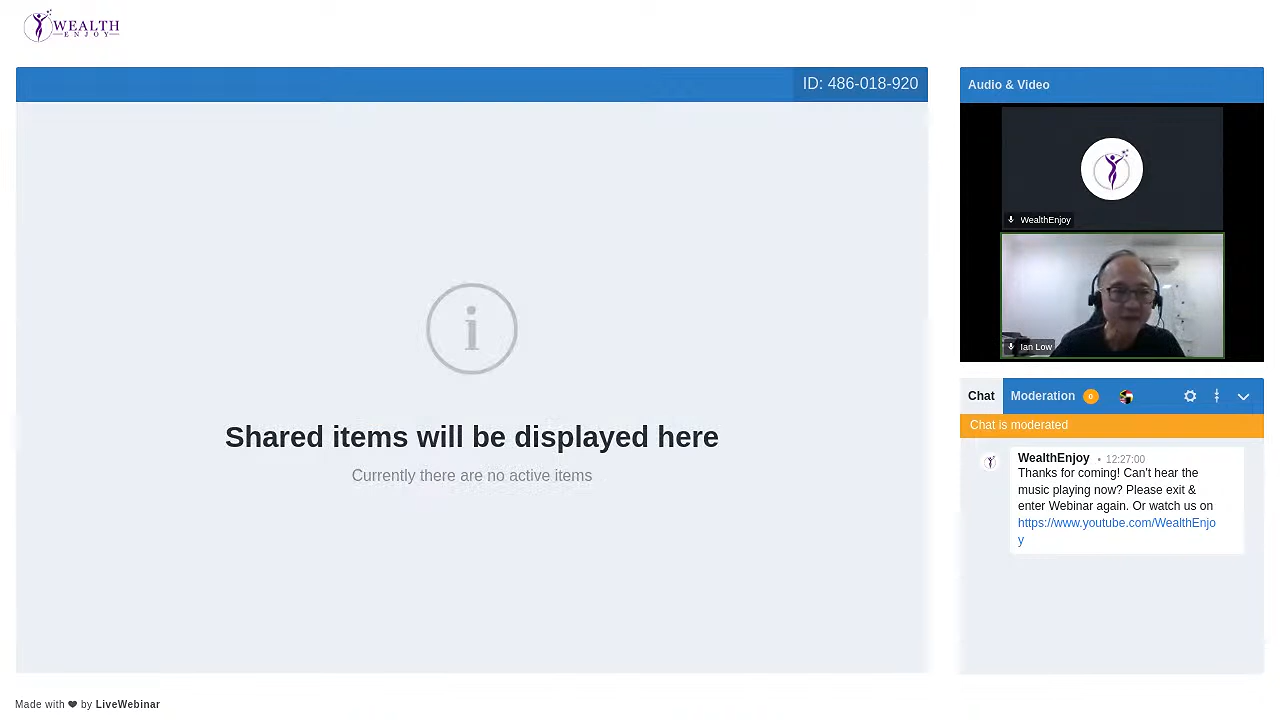 WEALTH
ENJOY
ID: 486-018-920
Shared items will be displayed here
Currently there are no active items
Made with ❤ by LiveWebinar
Audio & Video
WealthEnjoy
Ian Low
Chat Moderation 0
Chat is moderated
WealthEnjoy • 12:27:00
Thanks for coming! Can't hear the
music playing now? Please exit &
enter Webinar again. Or watch us on
https://www.youtube.com/WealthEnjo
y